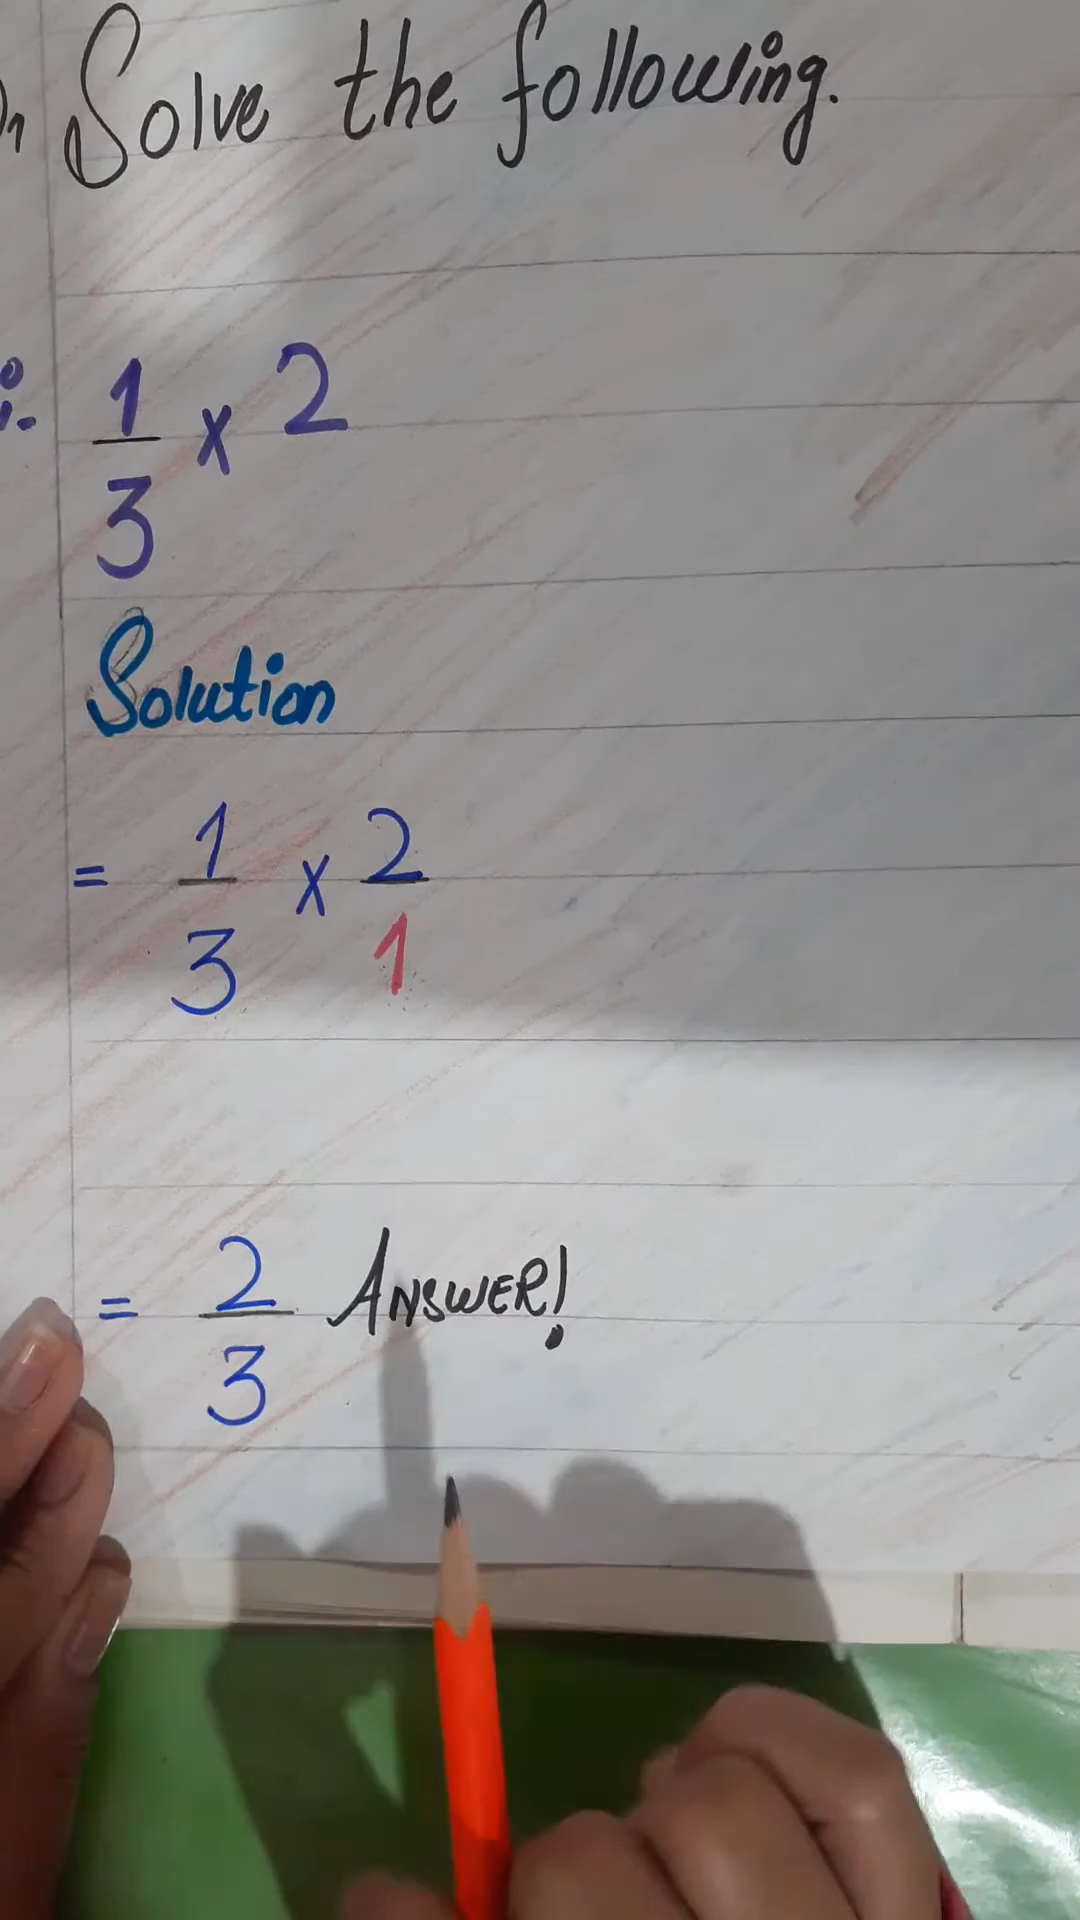 Solve the following.
i. 1/3 x 2
Solution
= 1/3 x 2/1
= 2/3 ANSWER!